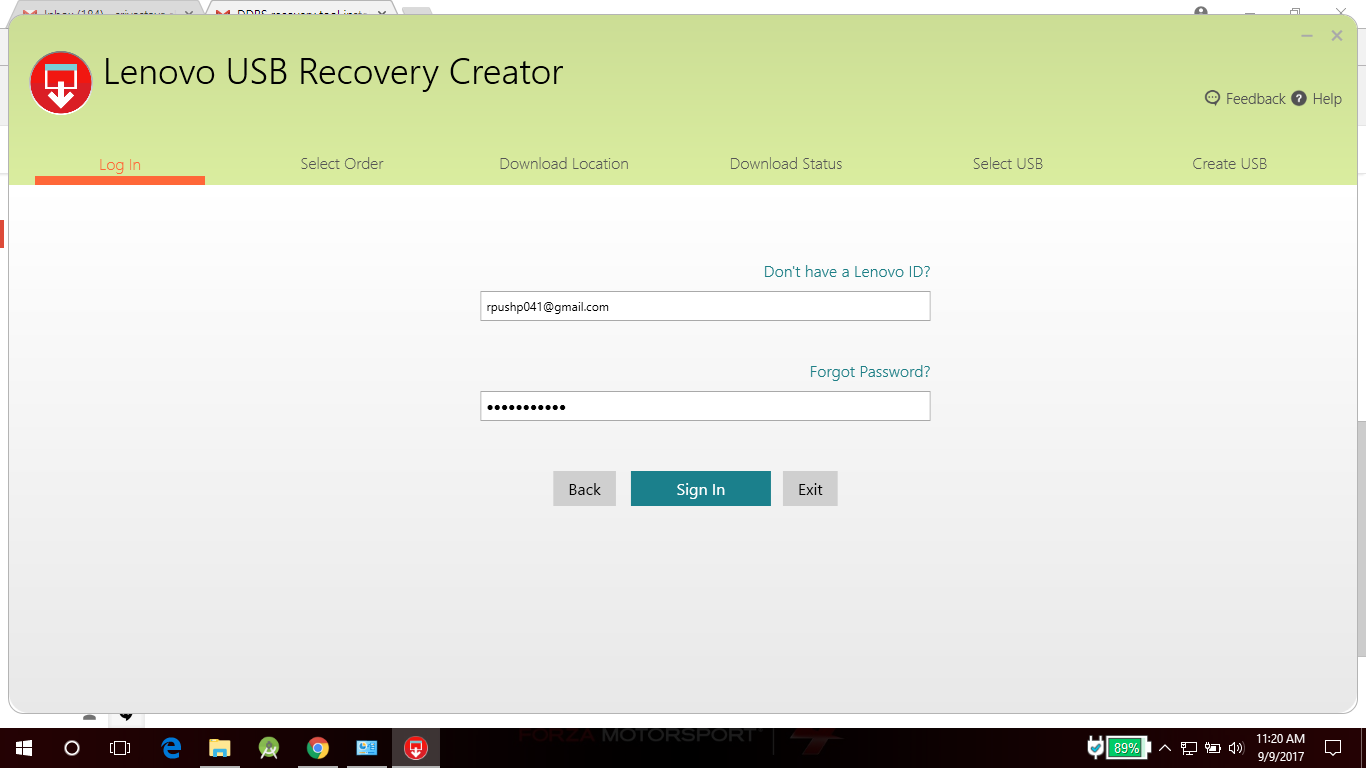 Inbox (184)
DDRS recovery tool inst
Lenovo USB Recovery Creator
Feedback Help
Log In Select Order Download Location Download Status Select USB Create USB
Don't have a Lenovo ID?
rpushp041@gmail.com
Forgot Password?
•••••••••••
Back Sign In Exit
FORZA MOTORSPORT
89%
11:20 AM
9/9/2017